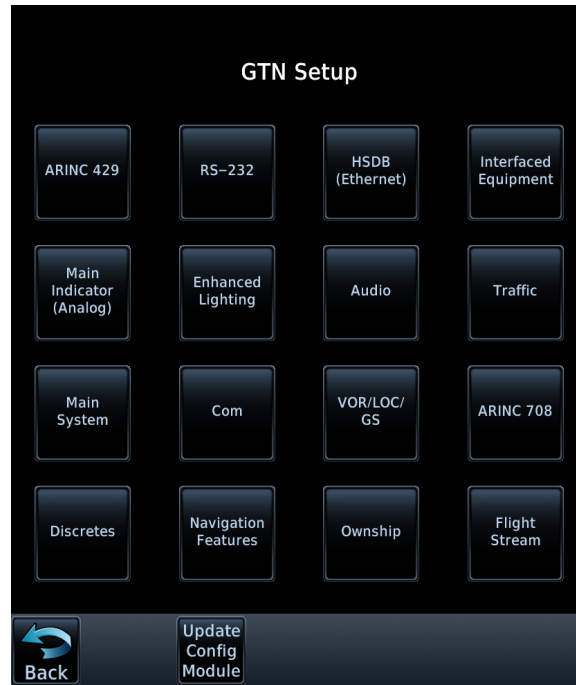 GTN Setup
ARINC 429
RS-232
HSDB
(Ethernet)
Interfaced
Equipment
Main
Indicator
(Analog)
Enhanced
Lighting
Audio
Traffic
Main
System
Com
VOR/LOC/
GS
ARINC 708
Discretes
Navigation
Features
Ownship
Flight
Stream
Back
Update
Config
Module